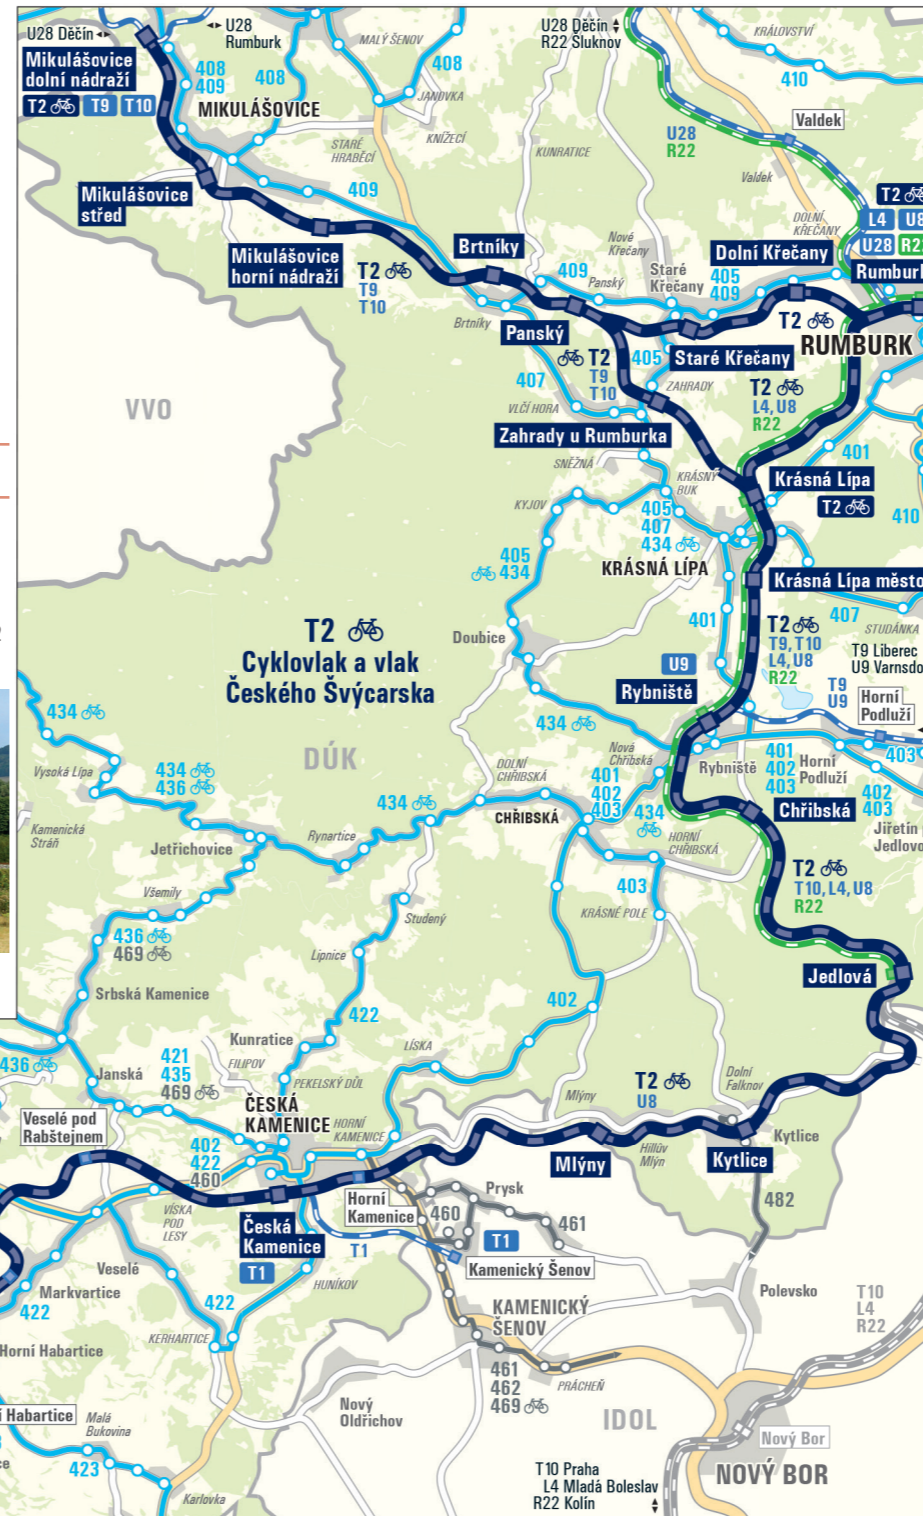 U28 Děčín
U28
Rumburk
Mikulášovice
dolní nádraží
T2 T9 T10
408
409
408
MIKULÁŠOVICE
MALÝ ŠENOV
408
JANOVKA
KNÍŽECÍ
STARÉ
HRABĚCÍ
409
U28 Děčín
R22 Šluknov
KRÁLOVSTVÍ
410
Valdek
U28
R22
KUNRATICE
Valdek
Mikulášovice
střed
Mikulášovice
horní nádraží
T2
T9
T10
Brtníky
409
Nové
Křečany
Panský
Staré
Křečany
DOLNÍ
KŘEČANY
Dolní Křečany
405
409
T2
L4 U8
U28
Rumburk
T2
RUMBURK
Brtníky
Panský
T2
T9
T10
405
Staré Křečany
ZAHRADY
T2
L4, U8
R22
407
VLČÍ HORA
VVO
Zahrady u Rumburka
SNĚŽNÁ
401
Krásná Lípa
T2
KRÁSNÝ
BUK
KYJOV
405
407
434
410
405
434
KRÁSNÁ LÍPA
Krásná Lípa město
401
407
STUDÁNKA
T2
Cyklovlak a vlak
Českého Švýcarska
Doubice
T2
T9, T10
L4, U8
R22
T9 Liberec
U9 Varnsdo
U9
Rybniště
T9
U9
Horní
Podluží
434
434
DÚK
Nová
Chřibská
Rybniště
401
402
403
Horní
Podluží
403
402
403
Vysoká Lípa
434
436
DOLNÍ
CHŘIBSKÁ
401
402
403
434
CHŘIBSKÁ
Chřibská
Jiřetín
Jedlovo
Kamenická
Stráň
Jetřichovice
Rynartice
434
HORNÍ
CHŘIBSKÁ
T2
T10, L4, U8
R22
403
KRÁSNÉ POLE
Všemily
Studený
436
469
Lipnice
Jedlová
Srbská Kamenice
422
402
Kunratice
FILIPOV
LÍSKA
436
Janská
421
435
469
PEKELSKÝ DŮL
T2
U8
Dolní
Falknov
Mlýny
Veselé pod
Rabštejnem
ČESKÁ
KAMENICE
HORNÍ
KAMENICE
Kytlice
402
422
460
Mlýny
Hillův
Mlýn
Kytlice
VÍSKA
POD
LESY
Horní
Kamenice
Prysk
460
461
482
Česká
Kamenice
T1
T1
T1
Kamenický Šenov
Veselé
Markvartice
422
422
HUNÍKOV
Polevsko
T10
L4
R22
KERHARTICE
KAMENICKÝ
ŠENOV
Horní Habartice
461
462
469
PRÁCHEŇ
Nový
Oldřichov
IDOL
í Habartice
Malá
Bukovina
Nový Bor
NOVÝ BOR
423
Karlovka
T10 Praha
L4 Mladá Boleslav
R22 Kolín